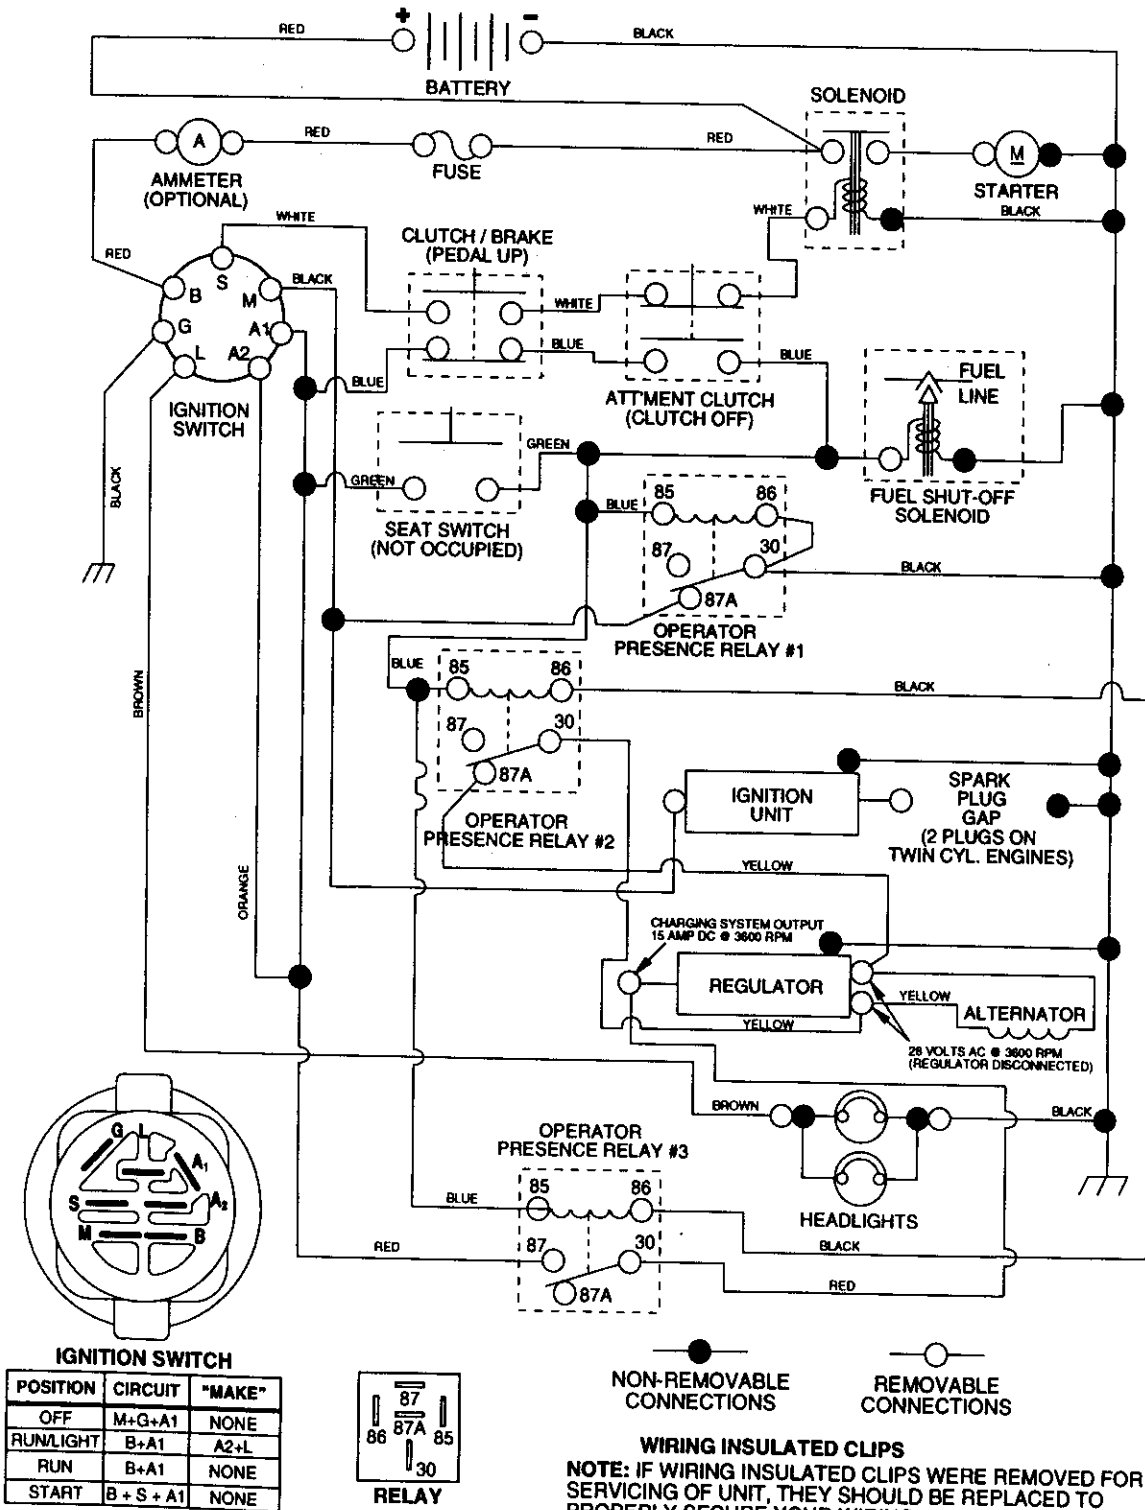 +
-
RED
BLACK
BATTERY
SOLENOID
A
RED
RED
FUSE
M
AMMETER
(OPTIONAL)
STARTER
WHITE
WHITE
BLACK
CLUTCH / BRAKE
(PEDAL UP)
RED
S
BLACK
B
M
WHITE
G
A1
L
A2
BLUE
BLUE
BLUE
FUEL
LINE
IGNITION
SWITCH
ATT'MENT CLUTCH
(CLUTCH OFF)
GREEN
GREEN
BLACK
FUEL SHUT-OFF
SOLENOID
SEAT SWITCH
(NOT OCCUPIED)
BLUE
85
86
87
30
87A
BLACK
OPERATOR
PRESENCE RELAY #1
BROWN
BLUE
85
86
BLACK
87
30
87A
OPERATOR
PRESENCE RELAY #2
IGNITION
UNIT
SPARK
PLUG
GAP
(2 PLUGS ON
TWIN CYL. ENGINES)
ORANGE
YELLOW
CHARGING SYSTEM OUTPUT
15 AMP DC @ 3600 RPM
REGULATOR
YELLOW
YELLOW
ALTERNATOR
28 VOLTS AC @ 3600 RPM
(REGULATOR DISCONNECTED)
BROWN
BLACK
HEADLIGHTS
OPERATOR
PRESENCE RELAY #3
BLUE
85
86
BLACK
RED
87
30
87A
RED
G
L
A1
S
A2
M
B
IGNITION SWITCH
POSITION CIRCUIT "MAKE"
OFF M+G+A1 NONE
RUN/LIGHT B+A1 A2+L
RUN B+A1 NONE
START B + S + A1 NONE
87
87A
86
85
30
RELAY
NON-REMOVABLE
CONNECTIONS
REMOVABLE
CONNECTIONS
WIRING INSULATED CLIPS
NOTE: IF WIRING INSULATED CLIPS WERE REMOVED FOR
SERVICING OF UNIT, THEY SHOULD BE REPLACED TO
PROPERLY SECURE YOUR WIRING